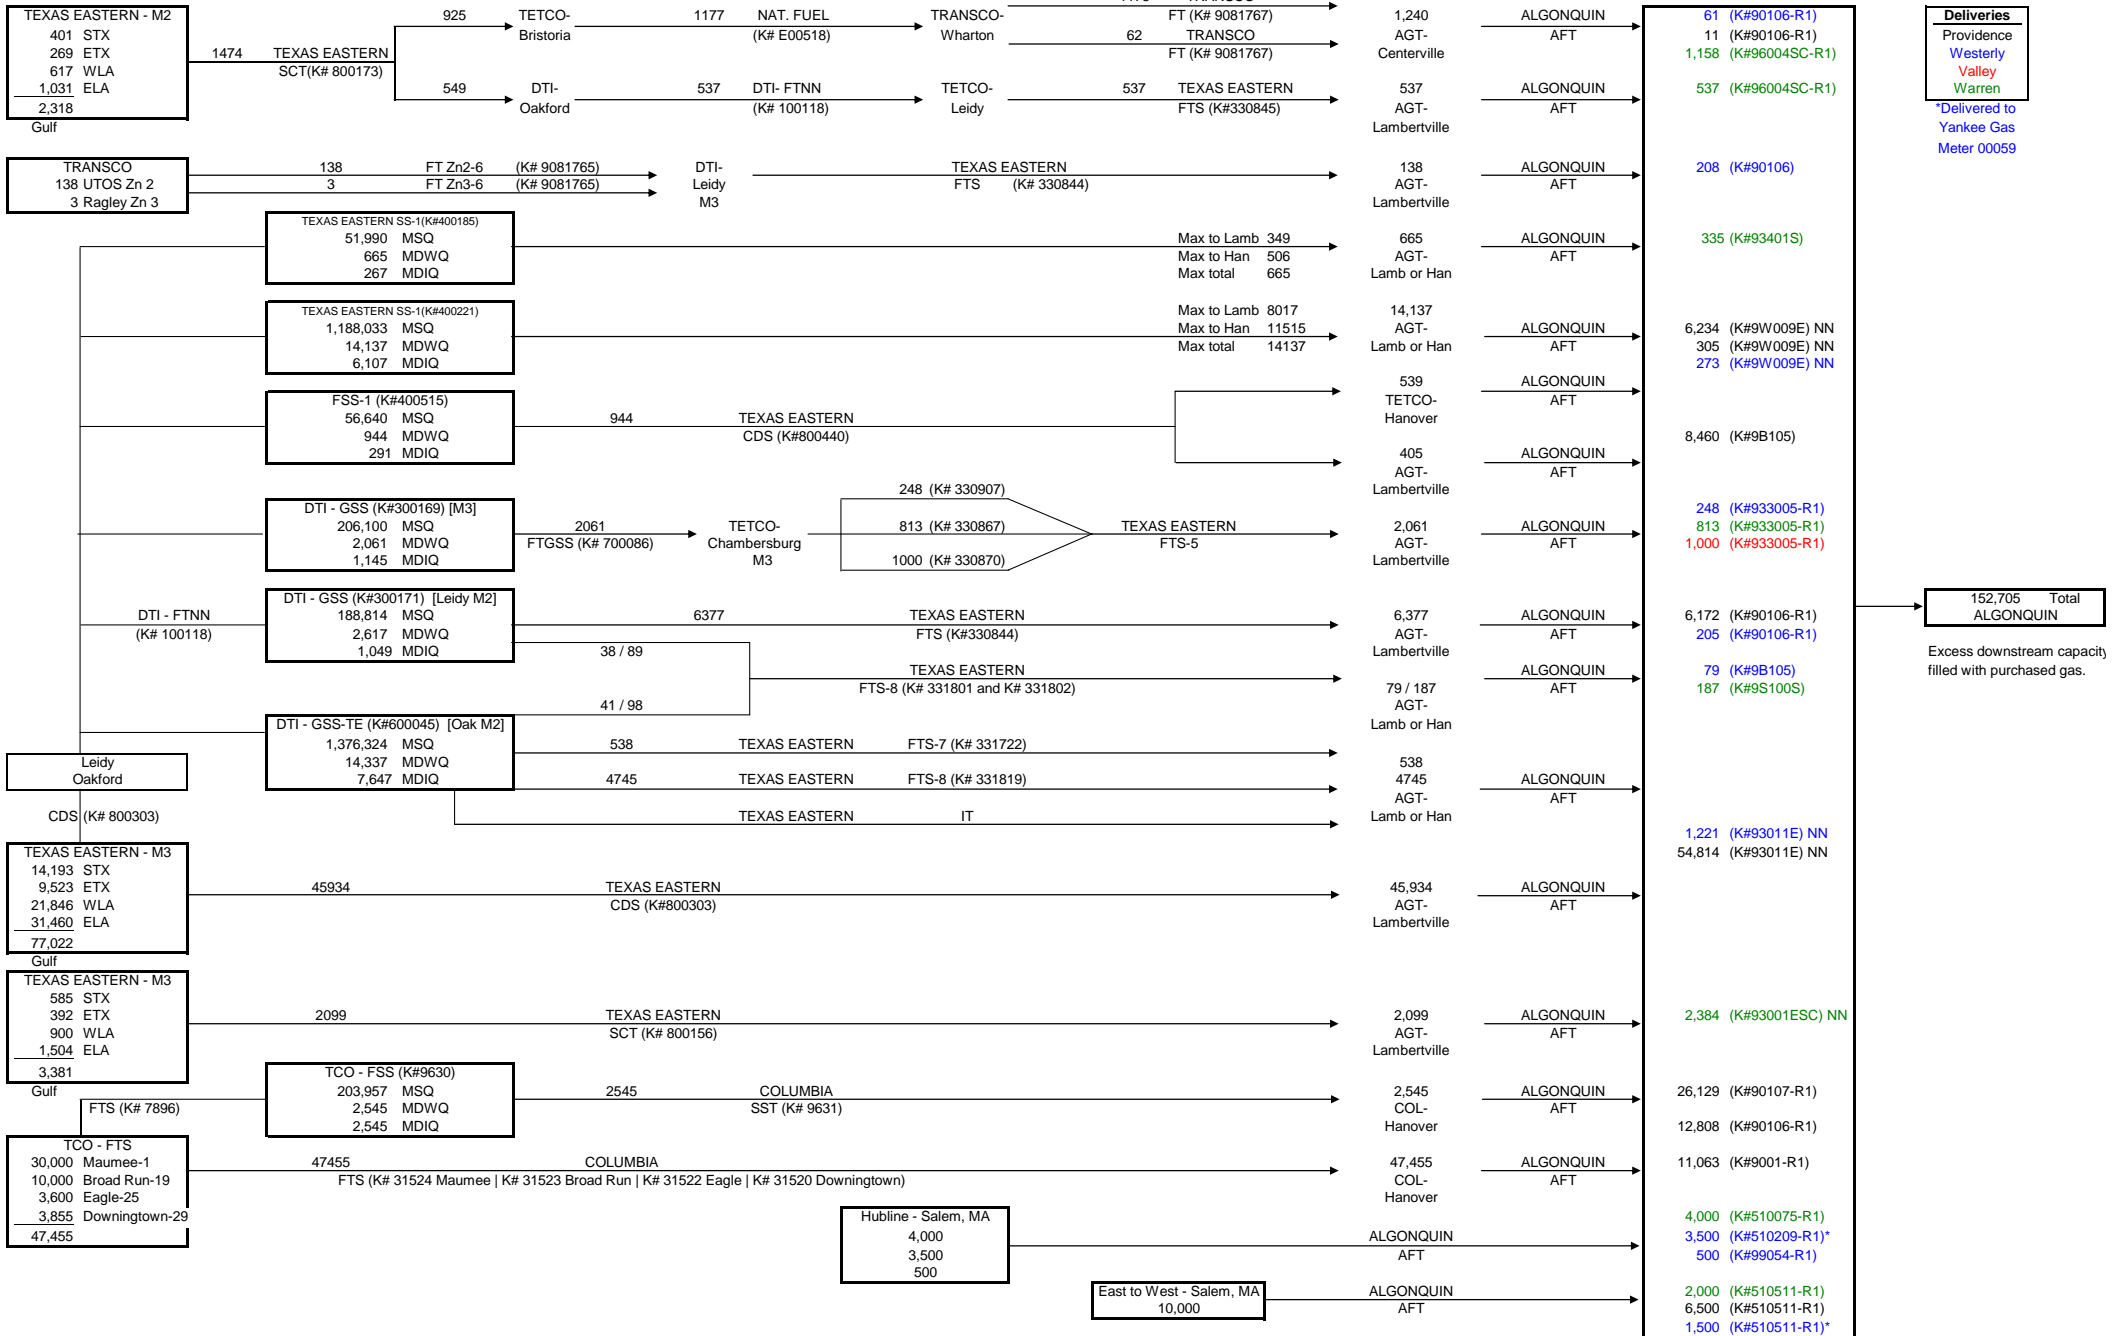 TEXAS EASTERN - M2
401 STX
269 ETX
617 WLA
1,031 ELA
2,318
Gulf
1474 TEXAS EASTERN
SCT(K# 800173)
925 TETCO-
Bristoria
1177 NAT. FUEL
(K# E00518)
TRANSCO-
Wharton
FT (K# 9081767)
62 TRANSCO
FT (K# 9081767)
1,240
AGT-
Centerville
ALGONQUIN
AFT
61 (K#90106-R1)
11 (K#90106-R1)
1,158 (K#96004SC-R1)
549 DTI-
Oakford
537 DTI- FTNN
(K# 100118)
TETCO-
Leidy
537 TEXAS EASTERN
FTS (K#330845)
537
AGT-
Lambertville
ALGONQUIN
AFT
537 (K#96004SC-R1)
Deliveries
Providence
Westerly
Valley
Warren
*Delivered to
Yankee Gas
Meter 00059
TRANSCO
138 UTOS Zn 2
3 Ragley Zn 3
138 FT Zn2-6 (K# 9081765)
3 FT Zn3-6 (K# 9081765)
DTI-
Leidy
M3
TEXAS EASTERN
FTS (K# 330844)
138
AGT-
Lambertville
ALGONQUIN
AFT
208 (K#90106)
TEXAS EASTERN SS-1(K#400185)
51,990 MSQ
665 MDWQ
267 MDIQ
Max to Lamb 349
Max to Han 506
Max total 665
665
AGT-
Lamb or Han
ALGONQUIN
AFT
335 (K#93401S)
TEXAS EASTERN SS-1(K#400221)
1,188,033 MSQ
14,137 MDWQ
6,107 MDIQ
Max to Lamb 8017
Max to Han 11515
Max total 14137
14,137
AGT-
Lamb or Han
ALGONQUIN
AFT
6,234 (K#9W009E) NN
305 (K#9W009E) NN
273 (K#9W009E) NN
FSS-1 (K#400515)
56,640 MSQ
944 MDWQ
291 MDIQ
944 TEXAS EASTERN
CDS (K#800440)
539
TETCO-
Hanover
ALGONQUIN
AFT
8,460 (K#9B105)
405
AGT-
Lambertville
ALGONQUIN
AFT
DTI - GSS (K#300169) [M3]
206,100 MSQ
2,061 MDWQ
1,145 MDIQ
2061
FTGSS (K# 700086)
TETCO-
Chambersburg
M3
248 (K# 330907)
813 (K# 330867)
1000 (K# 330870)
TEXAS EASTERN
FTS-5
2,061
AGT-
Lambertville
ALGONQUIN
AFT
248 (K#933005-R1)
813 (K#933005-R1)
1,000 (K#933005-R1)
DTI - FTNN
(K# 100118)
DTI - GSS (K#300171) [Leidy M2]
188,814 MSQ
2,617 MDWQ
1,049 MDIQ
6377 TEXAS EASTERN
FTS (K#330844)
6,377
AGT-
Lambertville
ALGONQUIN
AFT
6,172 (K#90106-R1)
205 (K#90106-R1)
152,705 Total
ALGONQUIN
Excess downstream capacity
filled with purchased gas.
38 / 89
41 / 98
TEXAS EASTERN
FTS-8 (K# 331801 and K# 331802)
79 / 187
AGT-
Lamb or Han
ALGONQUIN
AFT
79 (K#9B105)
187 (K#9S100S)
DTI - GSS-TE (K#600045) [Oak M2]
1,376,324 MSQ
14,337 MDWQ
7,647 MDIQ
538 TEXAS EASTERN FTS-7 (K# 331722)
4745 TEXAS EASTERN FTS-8 (K# 331819)
TEXAS EASTERN IT
538
4745
AGT-
Lamb or Han
ALGONQUIN
AFT
Leidy
Oakford
CDS (K# 800303)
1,221 (K#93011E) NN
54,814 (K#93011E) NN
TEXAS EASTERN - M3
14,193 STX
9,523 ETX
21,846 WLA
31,460 ELA
77,022
Gulf
45934 TEXAS EASTERN
CDS (K#800303)
45,934
AGT-
Lambertville
ALGONQUIN
AFT
TEXAS EASTERN - M3
585 STX
392 ETX
900 WLA
1,504 ELA
3,381
Gulf
2099 TEXAS EASTERN
SCT (K# 800156)
2,099
AGT-
Lambertville
ALGONQUIN
AFT
2,384 (K#93001ESC) NN
FTS (K# 7896)
TCO - FSS (K#9630)
203,957 MSQ
2,545 MDWQ
2,545 MDIQ
2545 COLUMBIA
SST (K# 9631)
2,545
COL-
Hanover
ALGONQUIN
AFT
26,129 (K#90107-R1)
12,808 (K#90106-R1)
TCO - FTS
30,000 Maumee-1
10,000 Broad Run-19
3,600 Eagle-25
3,855 Downingtown-29
47,455
47455 COLUMBIA
FTS (K# 31524 Maumee | K# 31523 Broad Run | K# 31522 Eagle | K# 31520 Downingtown)
47,455
COL-
Hanover
ALGONQUIN
AFT
11,063 (K#9001-R1)
Hubline - Salem, MA
4,000
3,500
500
ALGONQUIN
AFT
4,000 (K#510075-R1)
3,500 (K#510209-R1)*
500 (K#99054-R1)
East to West - Salem, MA
10,000
ALGONQUIN
AFT
2,000 (K#510511-R1)
6,500 (K#510511-R1)
1,500 (K#510511-R1)*